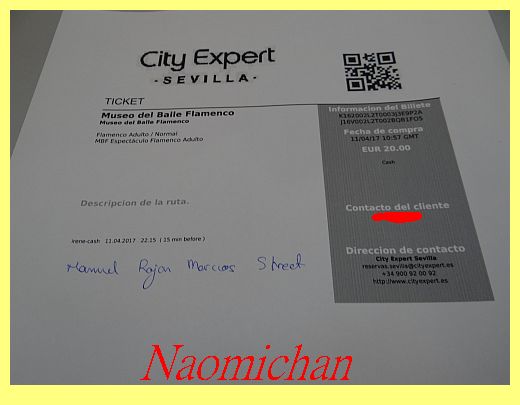 City Expert
- SEVILLA -
TICKET
Museo del Baile Flamenco
Museo del Baile Flamenco
Flamenco Adulto / Normal
MBF Espectáculo Flamenco Adulto
Descripcion de la ruta.
irene-cash 11.04.2017 22:15 ( 15 min before )
Manuel Rojas Marcos Street
Informacion del Billete
K162002L2T0003J3E9P2A
J16V002L2T002BQB1FO5
Fecha de compra
11/04/17 10:57 GMT
EUR 20.00
Cash
Contacto del cliente
Direccion de contacto
City Expert Sevilla
reservas.sevilla@cityexpert.es
+34 900 92 00 92
http://www.cityexpert.es
Naomichan